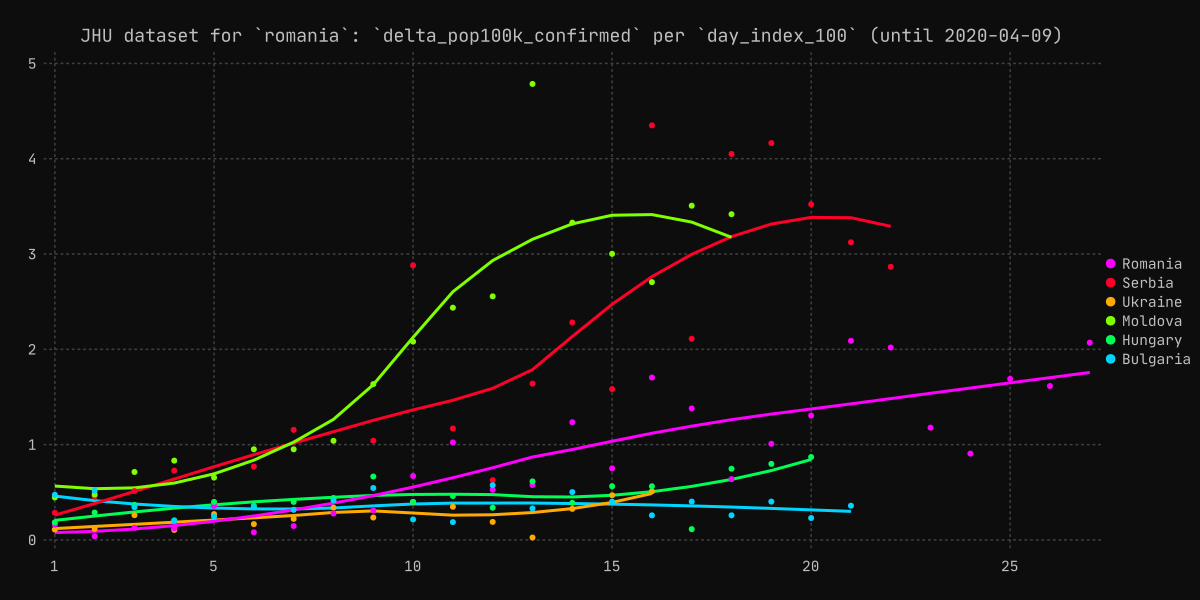 JHU dataset for `romania`: `delta_pop100k_confirmed` per `day_index_100` (until 2020-04-09)
5
4
3
2
1
0
1 5 10 15 20 25
Romania
Serbia
Ukraine
Moldova
Hungary
Bulgaria